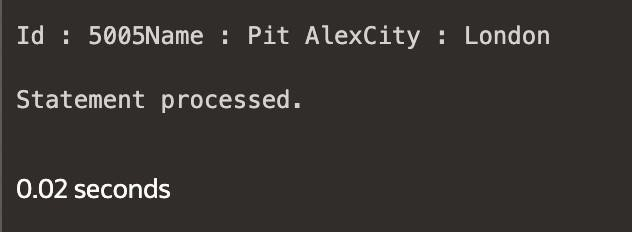 Id : 5005Name : Pit AlexCity : London
Statement processed.
0.02 seconds